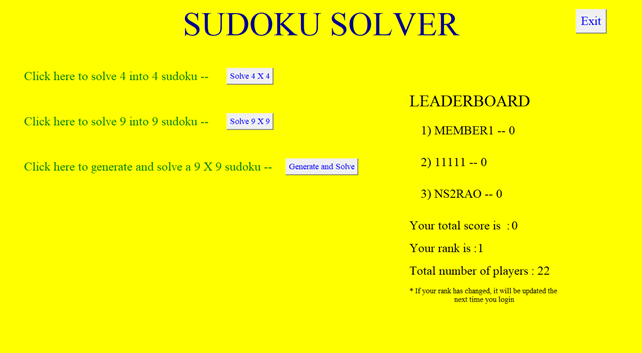 SUDOKU SOLVER
Exit
Click here to solve 4 into 4 sudoku --
Solve 4 X 4
Click here to solve 9 into 9 sudoku --
Solve 9 X 9
Click here to generate and solve a 9 X 9 sudoku --
Generate and Solve
LEADERBOARD
1) MEMBER1 -- 0
2) 11111 -- 0
3) NS2RAO -- 0
Your total score is : 0
Your rank is : 1
Total number of players : 22
* If your rank has changed, it will be updated the
next time you login